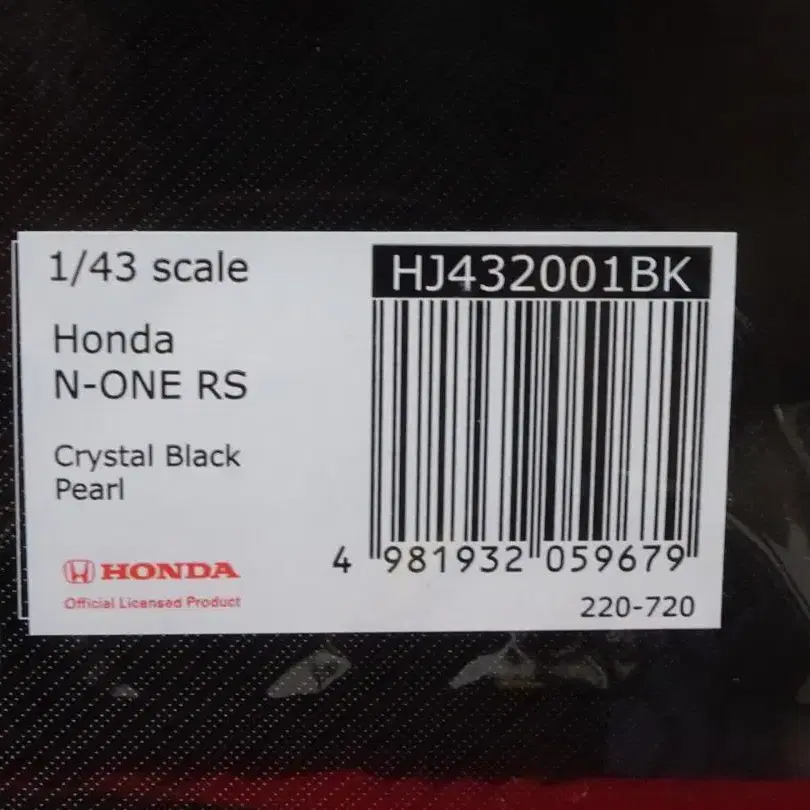 1/43 scale
HJ432001BK
Honda
N-ONE RS
Crystal Black
Pearl
HONDA
Official Licensed Product
4 981932 059679
220-720